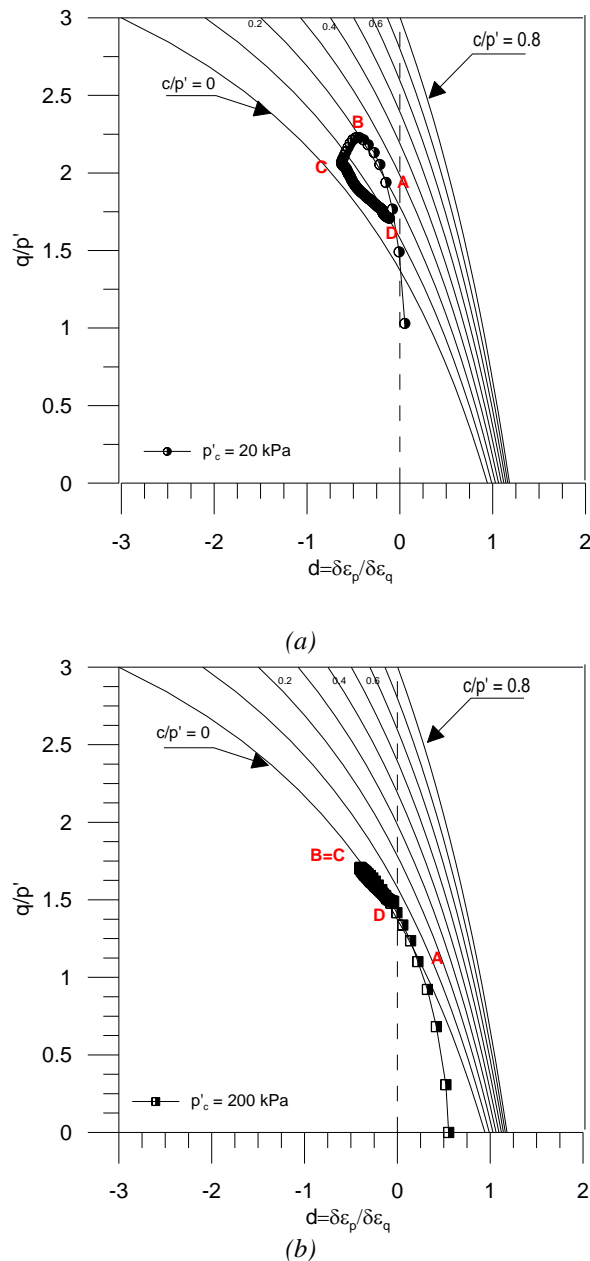 3
0.2
0.4
0.6
c/p' = 0.8
c/p' = 0
2.5
B
2
C
A
q/p'
D
1.5
1
0.5
p'c = 20 kPa
0
-3
-2
-1
0
1
2
d=δεp/δεq
(a)
3
0.2
0.4
0.6
c/p' = 0.8
c/p' = 0
2.5
2
B=C
q/p'
1.5
D
A
1
0.5
p'c = 200 kPa
0
-3
-2
-1
0
1
2
d=δεp/δεq
(b)